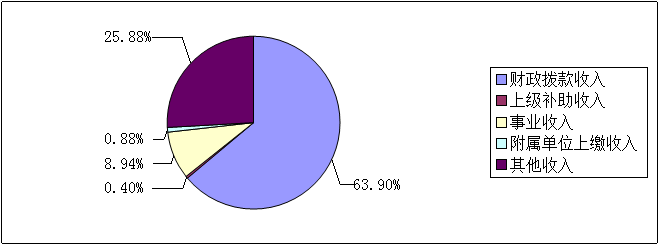 25.88%
0.88%
8.94%
0.40%
63.90%
财政拨款收入
上级补助收入
事业收入
附属单位上缴收入
其他收入